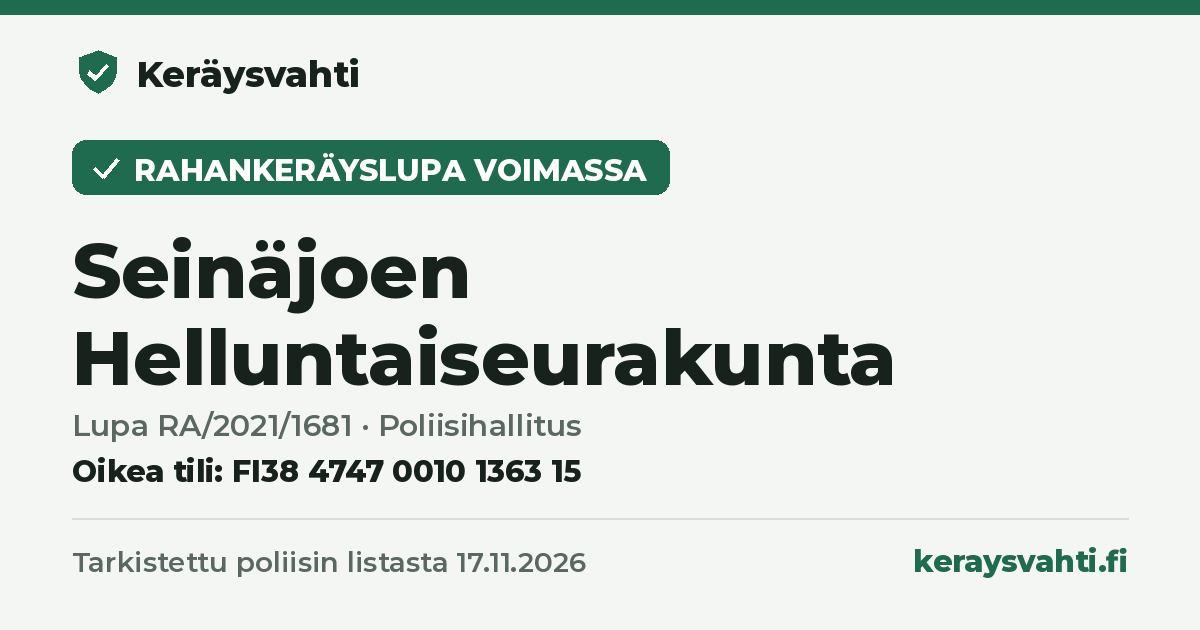 Keräysvahti
RAHANKERÄYSLUPA VOIMASSA
Seinäjoen
Helluntaiseurakunta
Lupa RA/2021/1681 · Poliisihallitus
Oikea tili: FI38 4747 0010 1363 15
Tarkistettu poliisin listasta 17.11.2026
keraysvahti.fi